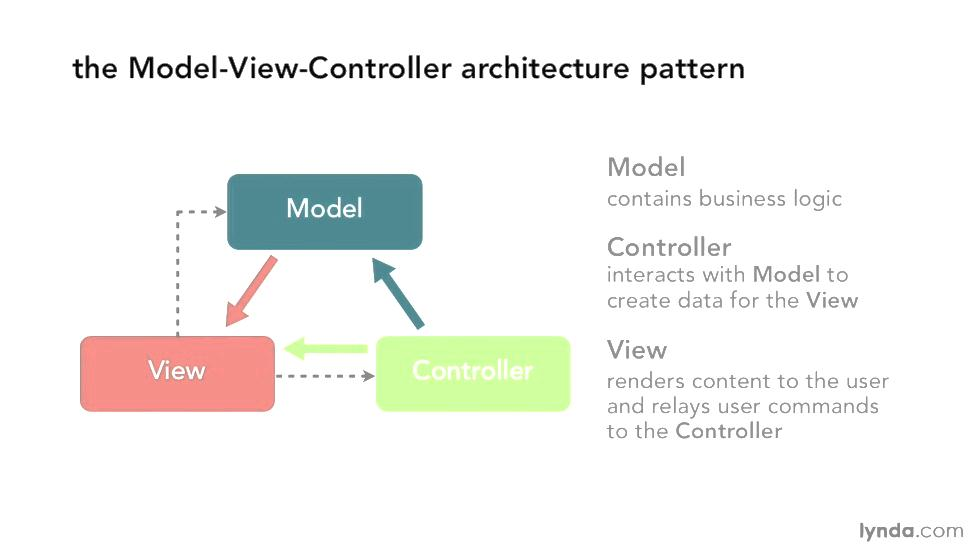 the Model-View-Controller architecture pattern
Model
View
Controller
Model
contains business logic
Controller
interacts with Model to
create data for the View
View
renders content to the user
and relays user commands
to the Controller
lynda.com